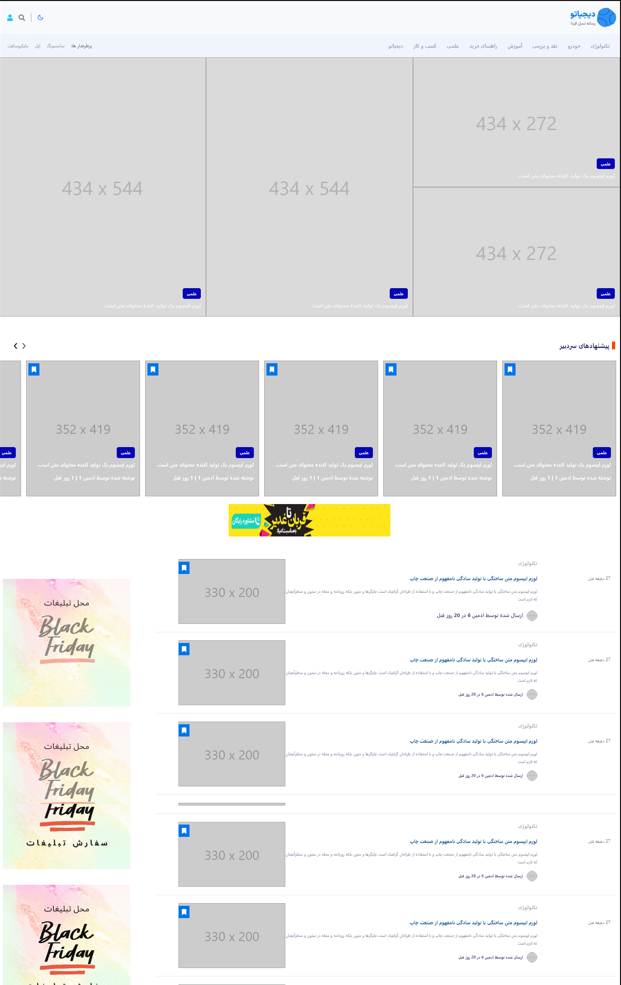 دیجیاتو
رسانه نسل فردا
تکنولوژی
خودرو
نقد و بررسی
آموزش
راهنمای خرید
علمی
کسب و کار
دیجیاتو
پرطرفدار ها:
سامسونگ
اپل
مایکروسافت
434 x 272
علمی
لورم ایپسوم یک تولید کننده محتوای متن است.
434 x 272
علمی
لورم ایپسوم یک تولید کننده محتوای متن است.
434 x 544
علمی
لورم ایپسوم یک تولید کننده محتوای متن است.
434 x 544
علمی
لورم ایپسوم یک تولید کننده محتوای متن است.
پیشنهادهای سردبیر
352 x 419
علمی
لورم ایپسوم یک تولید کننده محتوای متن است.
نوشته شده توسط ادمین 1 | 1 روز قبل
352 x 419
علمی
لورم ایپسوم یک تولید کننده محتوای متن است.
نوشته شده توسط ادمین 1 | 1 روز قبل
352 x 419
علمی
لورم ایپسوم یک تولید کننده محتوای متن است.
نوشته شده توسط ادمین 1 | 1 روز قبل
352 x 419
علمی
لورم ایپسوم یک تولید کننده محتوای متن است.
نوشته شده توسط ادمین 1 | 1 روز قبل
352 x 419
علمی
لورم ایپسوم یک تولید کننده محتوای متن است.
نوشته شده توسط ادمین 1 | 1 روز قبل
علمی
لورم
نوشته
قربان تا غدیر
مشاوره رایگان
27 دقیقه قبل
تکنولوژی
لورم ایپسوم متن ساختگی با تولید سادگی نامفهوم از صنعت چاپ
لورم ایپسوم متن ساختگی با تولید سادگی نامفهوم از صنعت چاپ و با استفاده از طراحان گرافیک است چاپگرها و متون بلکه روزنامه و مجله در ستون و سطرآنچنان
که لازم است
ارسال شده توسط ادمین 6 در 20 روز قبل
330 x 200
27 دقیقه قبل
تکنولوژی
لورم ایپسوم متن ساختگی با تولید سادگی نامفهوم از صنعت چاپ
لورم ایپسوم متن ساختگی با تولید سادگی نامفهوم از صنعت چاپ و با استفاده از طراحان گرافیک است چاپگرها و متون بلکه روزنامه و مجله در ستون و سطرآنچنان
که لازم است
ارسال شده توسط ادمین 6 در 20 روز قبل
330 x 200
27 دقیقه قبل
تکنولوژی
لورم ایپسوم متن ساختگی با تولید سادگی نامفهوم از صنعت چاپ
لورم ایپسوم متن ساختگی با تولید سادگی نامفهوم از صنعت چاپ و با استفاده از طراحان گرافیک است چاپگرها و متون بلکه روزنامه و مجله در ستون و سطرآنچنان
که لازم است
ارسال شده توسط ادمین 6 در 20 روز قبل
330 x 200
27 دقیقه قبل
تکنولوژی
لورم ایپسوم متن ساختگی با تولید سادگی نامفهوم از صنعت چاپ
لورم ایپسوم متن ساختگی با تولید سادگی نامفهوم از صنعت چاپ و با استفاده از طراحان گرافیک است چاپگرها و متون بلکه روزنامه و مجله در ستون و سطرآنچنان
که لازم است
ارسال شده توسط ادمین 6 در 20 روز قبل
330 x 200
27 دقیقه قبل
تکنولوژی
لورم ایپسوم متن ساختگی با تولید سادگی نامفهوم از صنعت چاپ
لورم ایپسوم متن ساختگی با تولید سادگی نامفهوم از صنعت چاپ و با استفاده از طراحان گرافیک است چاپگرها و متون بلکه روزنامه و مجله در ستون و سطرآنچنان
که لازم است
ارسال شده توسط ادمین 6 در 20 روز قبل
330 x 200
محل تبلیغات
Black
Friday
محل تبلیغات
Black
Friday
Friday
سفارش تبلیغات
محل تبلیغات
Black
Friday